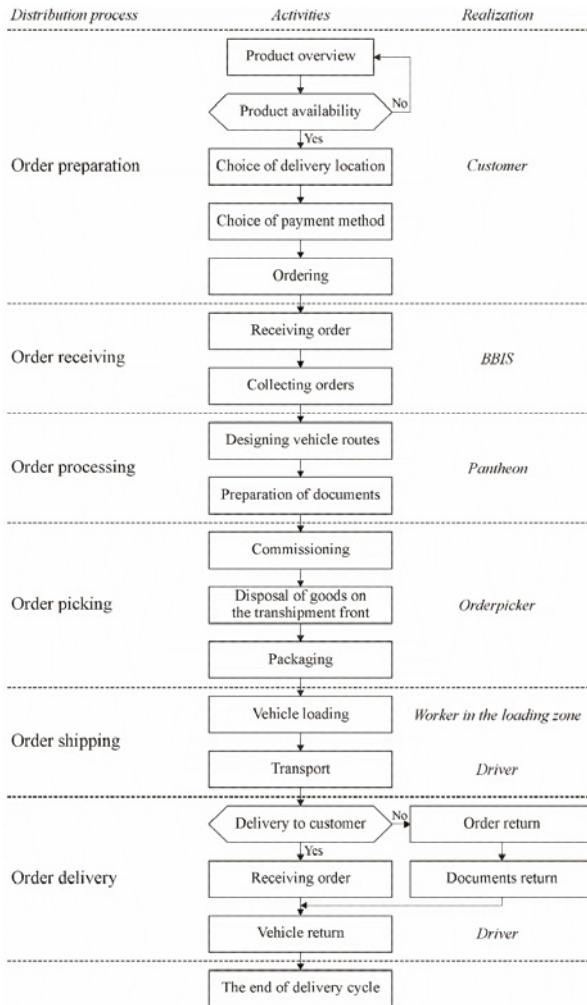 Distribution process Activities Realization
Product overview
Product availability No
Yes
Order preparation Choice of delivery location Customer
Choice of payment method
Ordering
Receiving order
Order receiving BBIS
Collecting orders
Designing vehicle routes
Order processing Pantheon
Preparation of documents
Commissioning
Order picking Disposal of goods on Orderpicker
the transhipment front
Packaging
Vehicle loading Worker in the loading zone
Order shipping
Transport Driver
Delivery to customer No Order return
Yes
Order delivery Receiving order Documents return
Vehicle return Driver
The end of delivery cycle